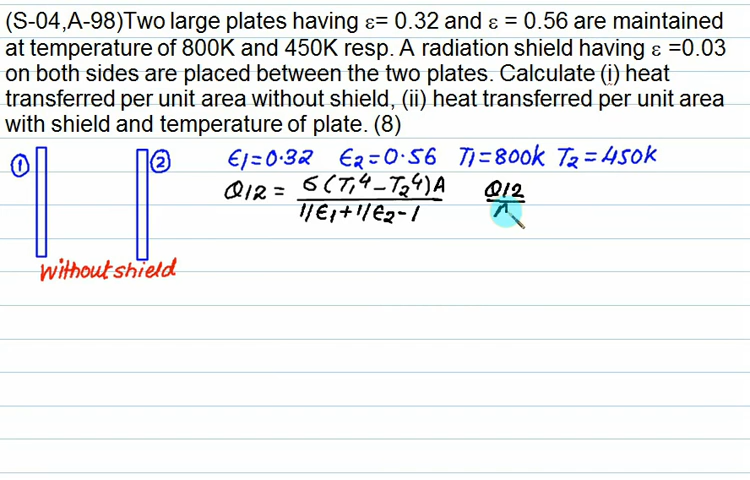 (S-04,A-98)Two large plates having ε= 0.32 and ε = 0.56 are maintained
at temperature of 800K and 450K resp. A radiation shield having ε =0.03
on both sides are placed between the two plates. Calculate (i) heat
transferred per unit area without shield, (ii) heat transferred per unit area
with shield and temperature of plate. (8)
① ② ϵ1=0.32 ϵ2=0.56 T1=800k T2=450k
Q12 = σ(T1^4-T2^4)A / 1/ϵ1+1/ϵ2-1 Q12 / A
Without shield